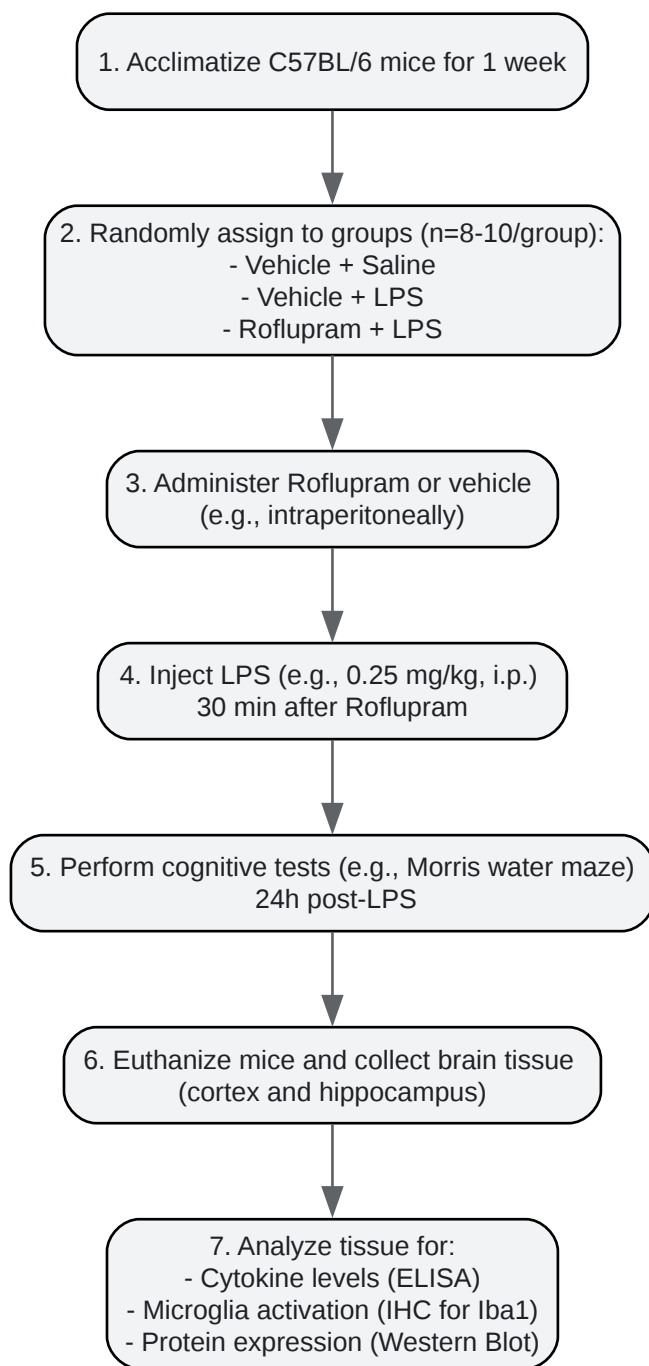 1. Acclimatize C57BL/6 mice for 1 week
2. Randomly assign to groups (n=8-10/group):
- Vehicle + Saline
- Vehicle + LPS
- Roflupram + LPS
3. Administer Roflupram or vehicle
(e.g., intraperitoneally)
4. Inject LPS (e.g., 0.25 mg/kg, i.p.)
30 min after Roflupram
5. Perform cognitive tests (e.g., Morris water maze)
24h post-LPS
6. Euthanize mice and collect brain tissue
(cortex and hippocampus)
7. Analyze tissue for:
- Cytokine levels (ELISA)
- Microglia activation (IHC for Iba1)
- Protein expression (Western Blot)